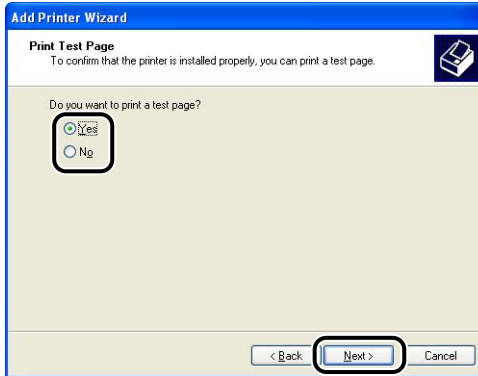 Add Printer Wizard
Print Test Page
To confirm that the printer is installed properly, you can print a test page.
Do you want to print a test page?
Yes
No
< Back Next > Cancel